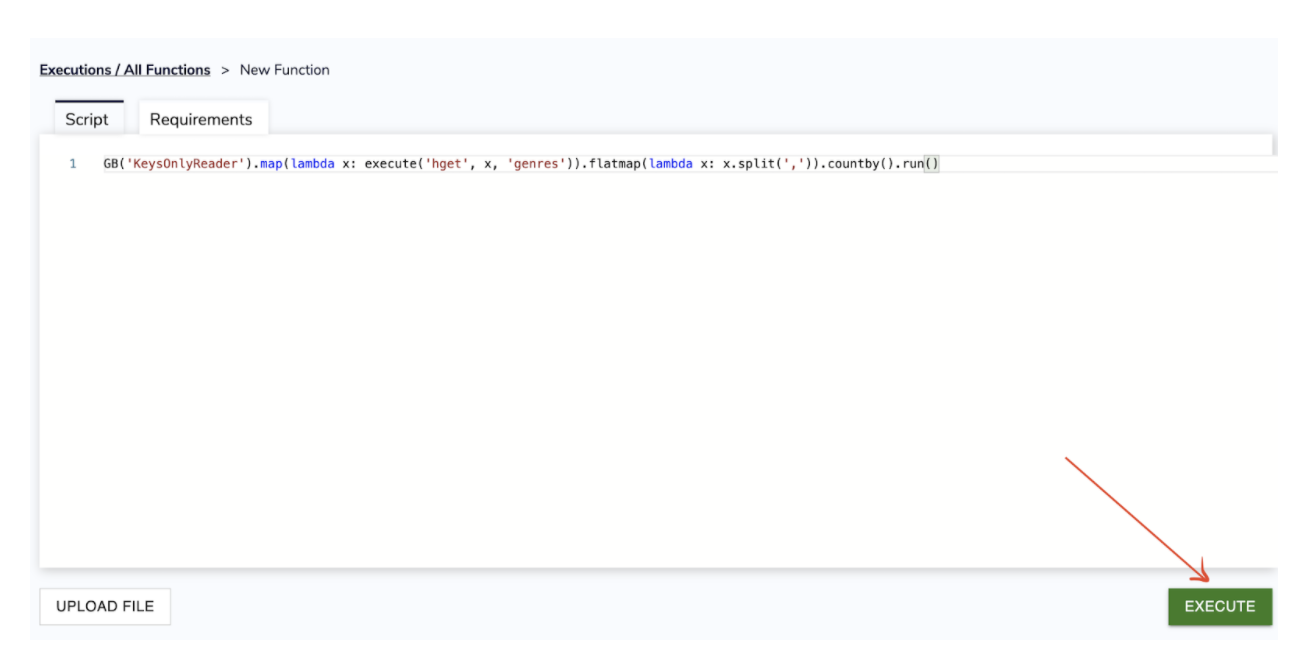 Executions / All Functions > New Function
Script Requirements
1 GB('KeysOnlyReader').map(lambda x: execute('hget', x, 'genres')).flatmap(lambda x: x.split(',')).countby().run()
UPLOAD FILE EXECUTE